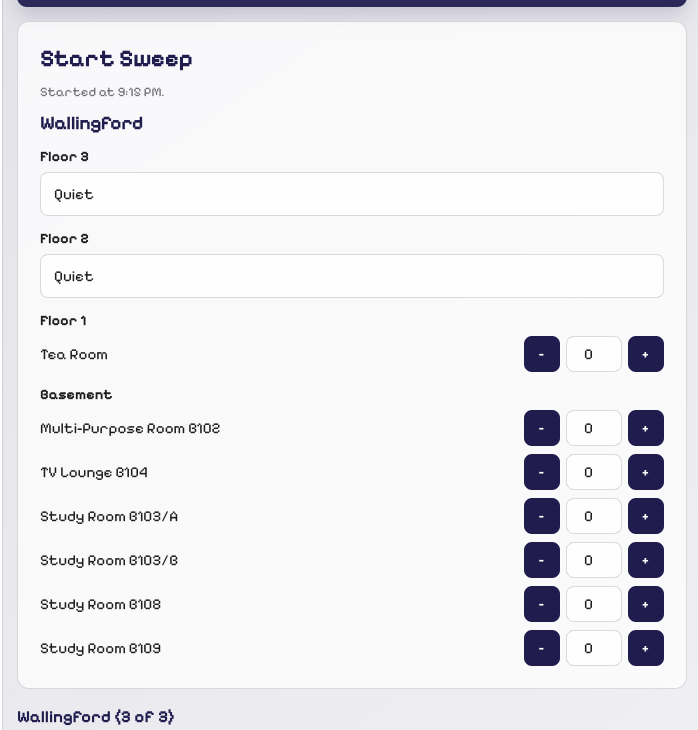 Start Sweep
Started at 9:18 PM.
Wallingford
Floor 3
Quiet
Floor 2
Quiet
Floor 1
Tea Room - 0 +
Basement
Multi-Purpose Room B102 - 0 +
TV Lounge B104 - 0 +
Study Room B103/A - 0 +
Study Room B103/B - 0 +
Study Room B108 - 0 +
Study Room B109 - 0 +
Wallingford (3 of 3)